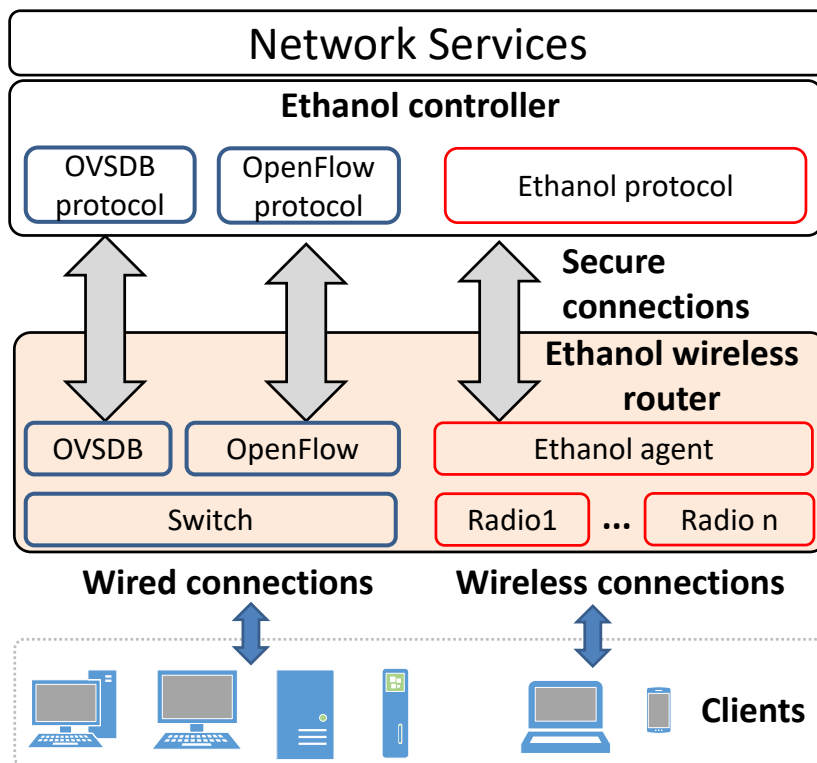 Network Services
Ethanol controller
OVSDB
protocol
OpenFlow
protocol
Ethanol protocol
Secure
connections
Ethanol wireless
router
OVSDB
OpenFlow
Ethanol agent
Switch
Radio1
...
Radio n
Wired connections
Wireless connections
Clients